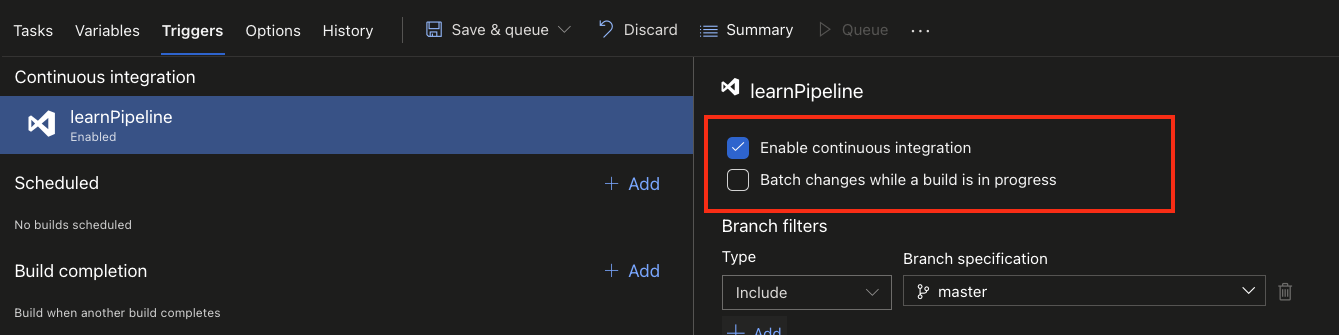 Tasks Variables Triggers Options History Save & queue Discard Summary Queue ...
Continuous integration
learnPipeline
Enabled
Scheduled + Add
No builds scheduled
Build completion + Add
Build when another build completes
learnPipeline
Enable continuous integration
Batch changes while a build is in progress
Branch filters
Type Branch specification
Include master
+ Add